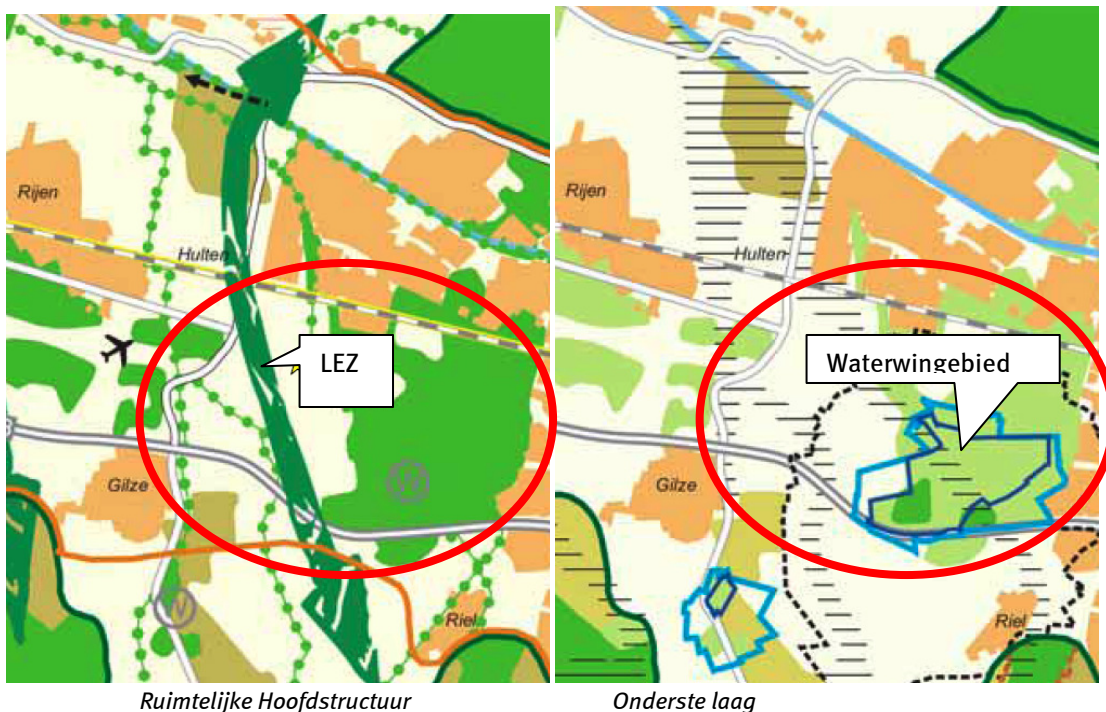 Rijen
Hulten
LEZ
Gilze
W
W
Riel
Rijen
Hulten
Waterwingebied
Gilze
Riel
Ruimtelijke Hoofdstructuur
Onderste laag